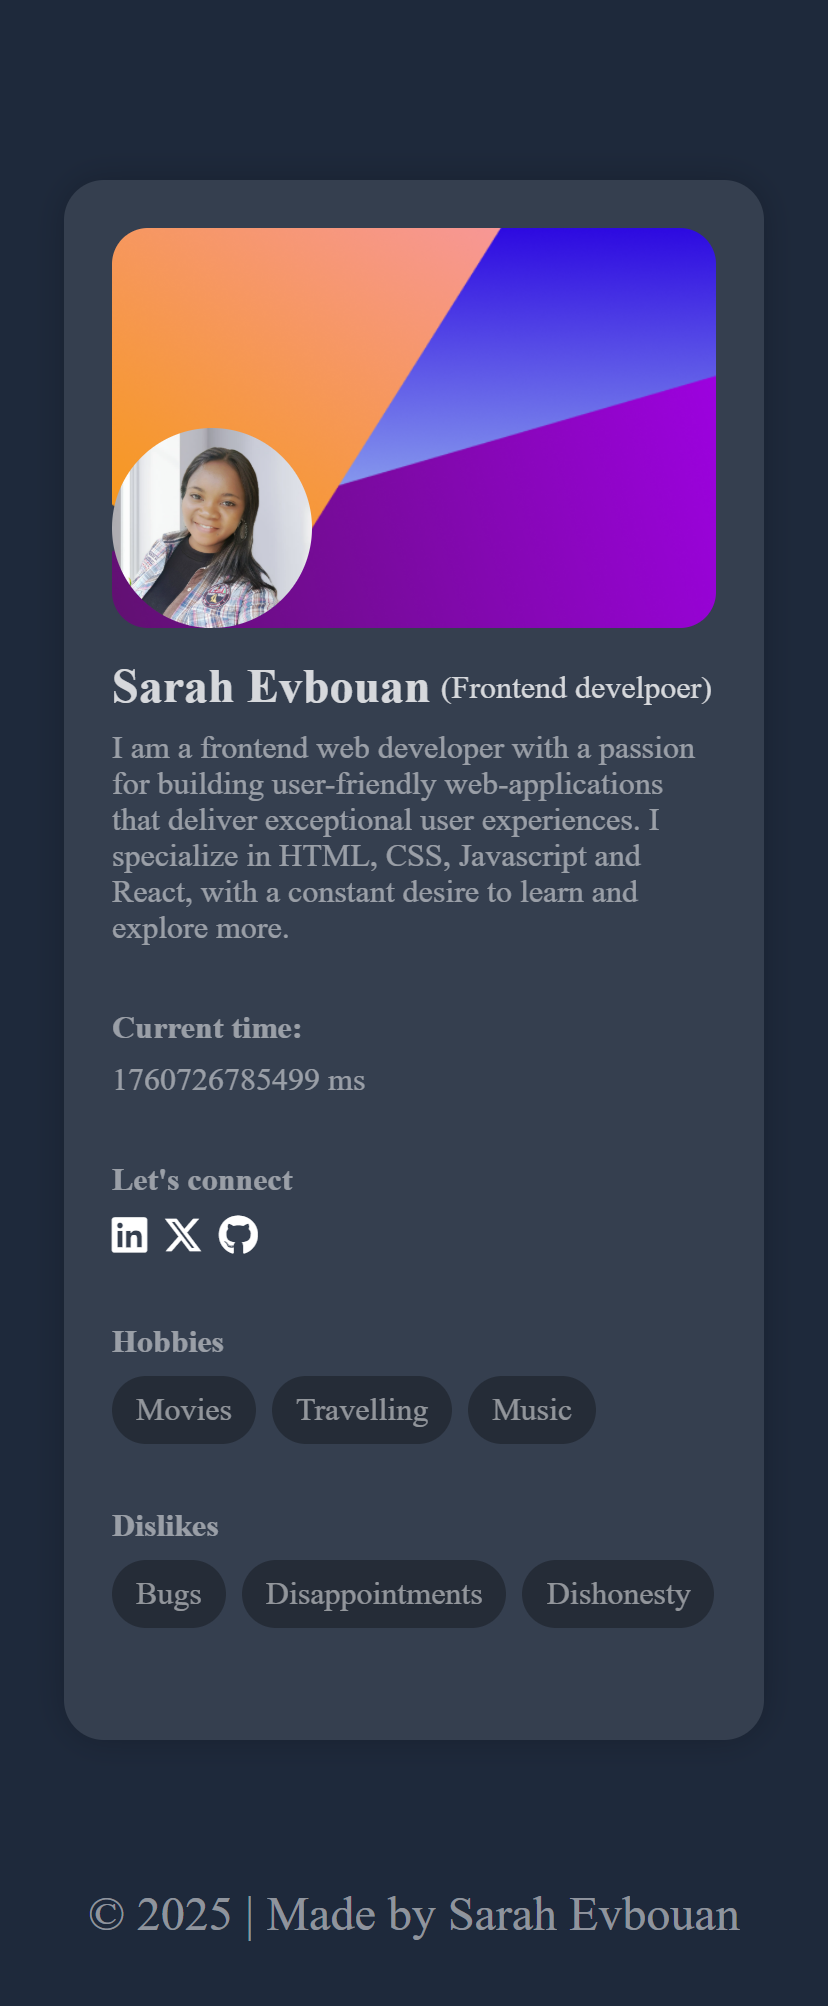 Sarah Evbouan (Frontend develpoer)
I am a frontend web developer with a passion
for building user-friendly web-applications
that deliver exceptional user experiences. I
specialize in HTML, CSS, Javascript and
React, with a constant desire to learn and
explore more.
Current time:
1760726785499 ms
Let's connect
in X
Hobbies
Movies Travelling Music
Dislikes
Bugs Disappointments Dishonesty
© 2025 | Made by Sarah Evbouan